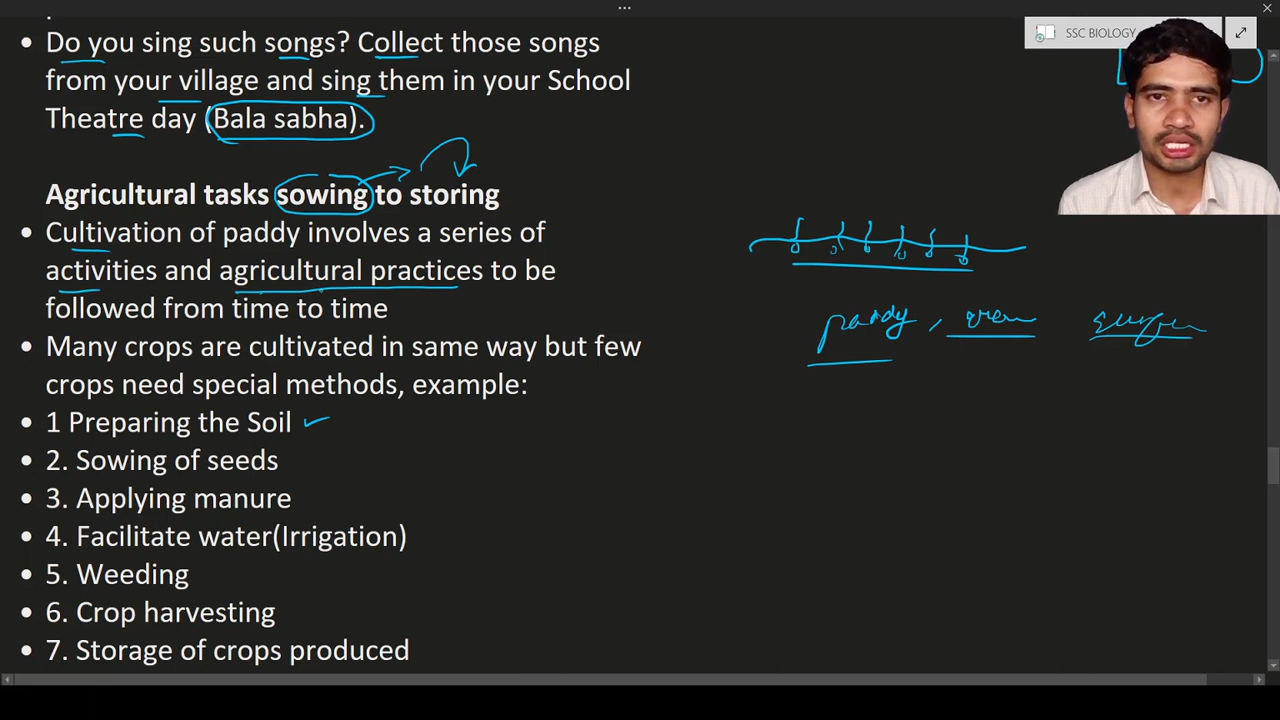 SSC BIOLOGY
• Do you sing such songs? Collect those songs
from your village and sing them in your School
Theatre day (Bala sabha).
Agricultural tasks sowing to storing
• Cultivation of paddy involves a series of
activities and agricultural practices to be
followed from time to time
• Many crops are cultivated in same way but few
crops need special methods, example:
• 1 Preparing the Soil
• 2. Sowing of seeds
• 3. Applying manure
• 4. Facilitate water(Irrigation)
• 5. Weeding
• 6. Crop harvesting
• 7. Storage of crops produced
paddy,